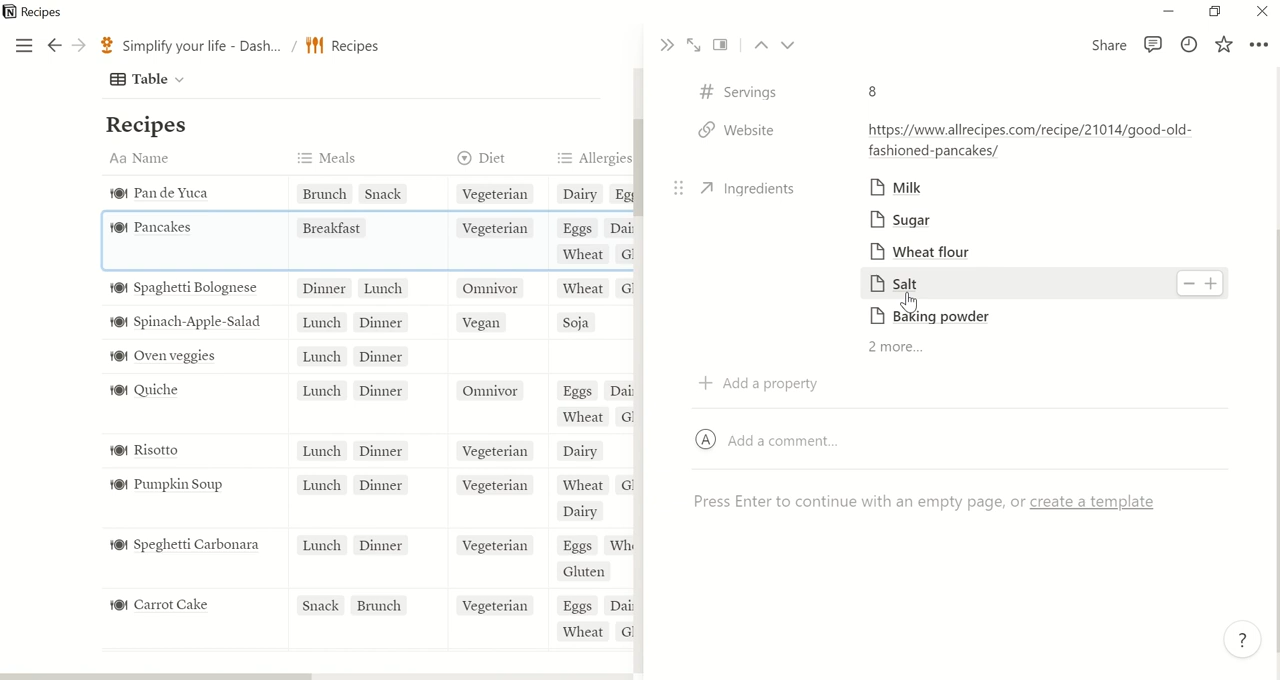 Recipes
Simplify your life - Dash... / Recipes
Share
Table
Recipes
Aa Name Meals Diet Allergies
Pan de Yuca Brunch Snack Vegeterian Dairy
Pancakes Breakfast Vegeterian Eggs
Wheat
Spaghetti Bolognese Dinner Lunch Omnivor Wheat
Spinach-Apple-Salad Lunch Dinner Vegan Soja
Oven veggies Lunch Dinner
Quiche Lunch Dinner Omnivor Eggs
Wheat
Risotto Lunch Dinner Vegeterian Dairy
Pumpkin Soup Lunch Dinner Vegeterian Wheat
Dairy
Speghetti Carbonara Lunch Dinner Vegeterian Eggs
Gluten
Carrot Cake Snack Brunch Vegeterian Eggs
Wheat
# Servings 8
Website https://www.allrecipes.com/recipe/21014/good-old-
fashioned-pancakes/
Ingredients Milk
Sugar
Wheat flour
Salt
Baking powder
2 more...
+ Add a property
A Add a comment...
Press Enter to continue with an empty page, or create a template
?